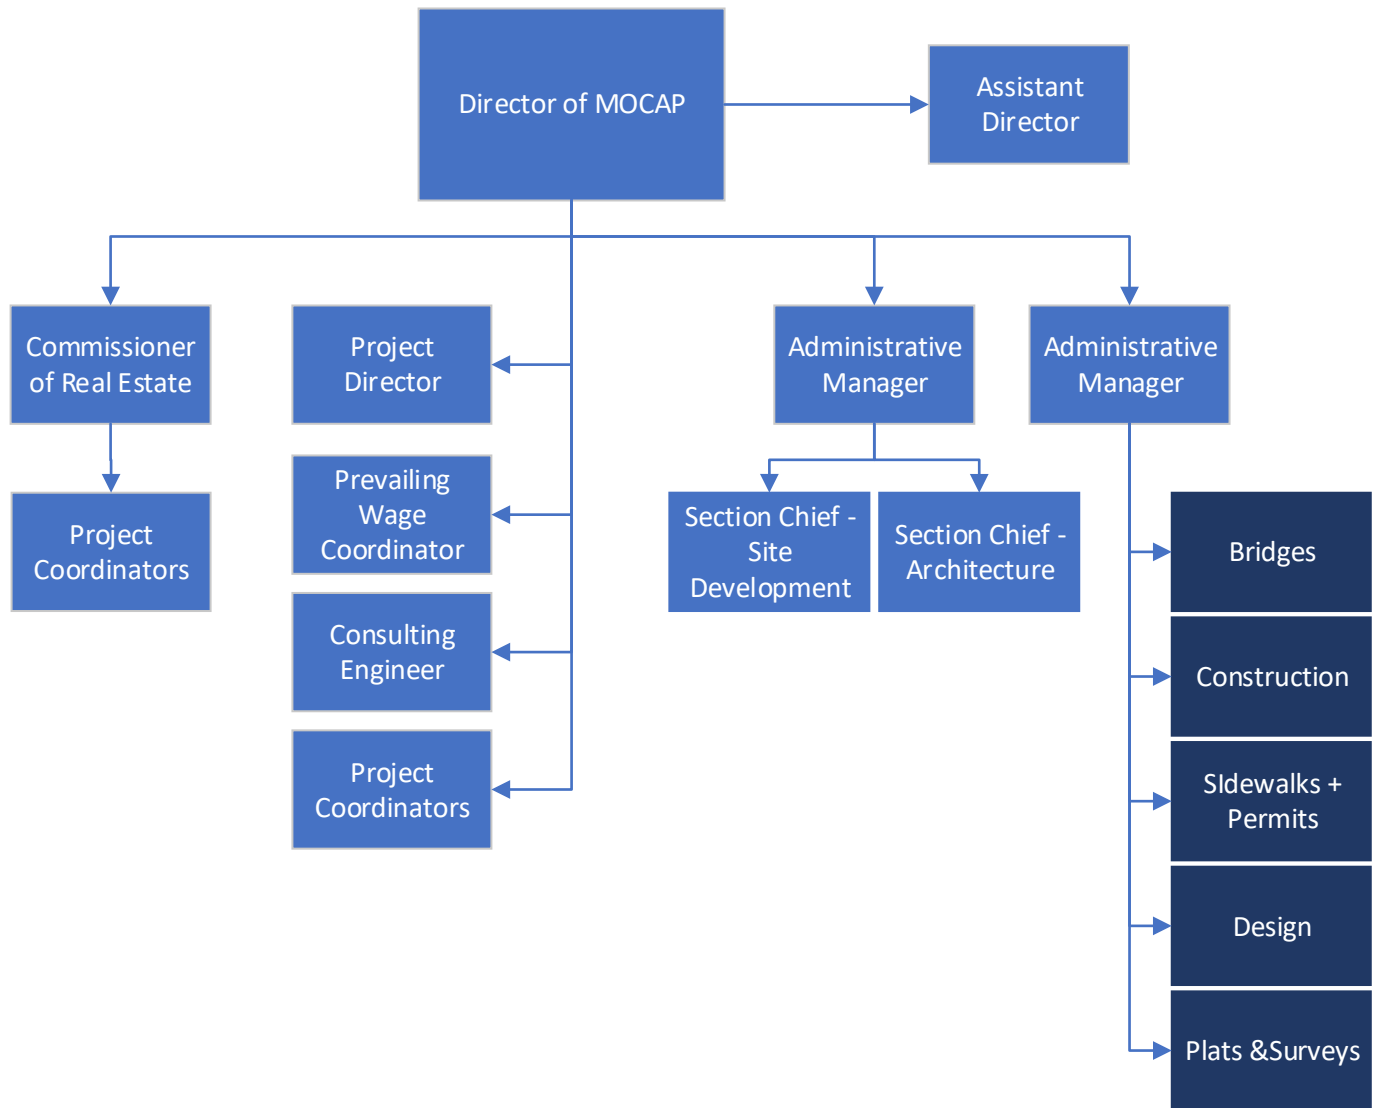 Director of MOCAP
Assistant
Director
Commissioner
of Real Estate
Project
Director
Administrative
Manager
Administrative
Manager
Prevailing
Wage
Coordinator
Project
Coordinators
Section Chief -
Site
Development
Section Chief -
Architecture
Bridges
Consulting
Engineer
Construction
Project
Coordinators
SIdewalks +
Permits
Design
Plats &Surveys